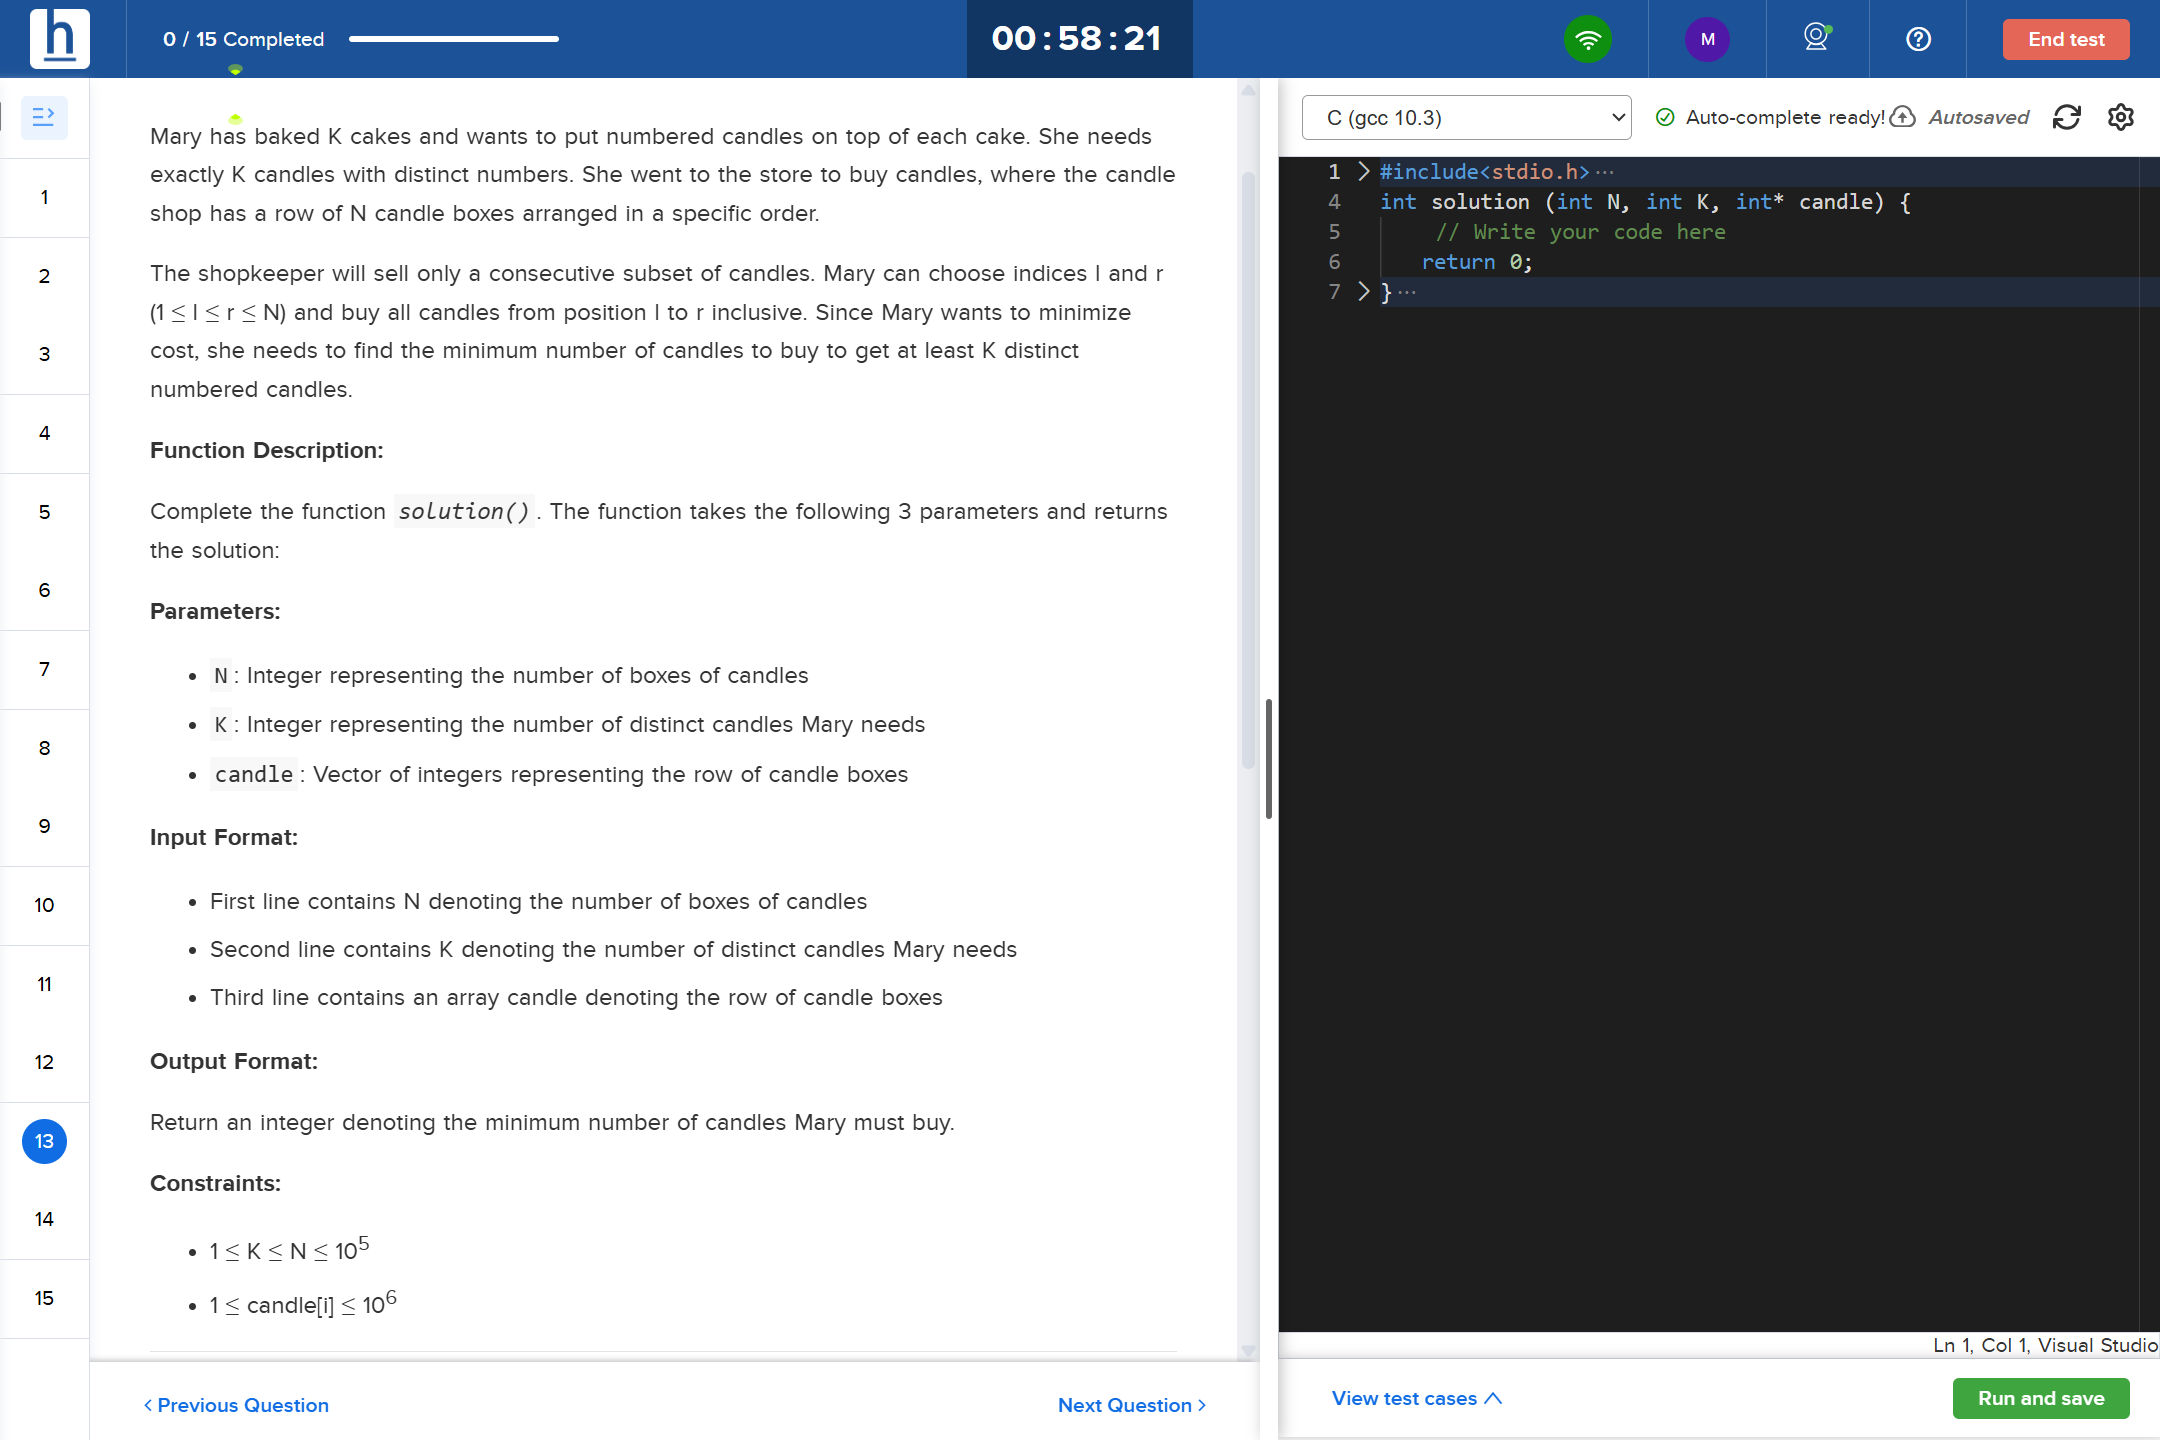 h
0 / 15 Completed
00:58:21
M
End test
1
2
3
4
5
6
7
8
9
10
11
12
13
14
15
Mary has baked K cakes and wants to put numbered candles on top of each cake. She needs
exactly K candles with distinct numbers. She went to the store to buy candles, where the candle
shop has a row of N candle boxes arranged in a specific order.
The shopkeeper will sell only a consecutive subset of candles. Mary can choose indices l and r
(1 ≤ l ≤ r ≤ N) and buy all candles from position l to r inclusive. Since Mary wants to minimize
cost, she needs to find the minimum number of candles to buy to get at least K distinct
numbered candles.
Function Description:
Complete the function solution(). The function takes the following 3 parameters and returns
the solution:
Parameters:
• N: Integer representing the number of boxes of candles
• K: Integer representing the number of distinct candles Mary needs
• candle: Vector of integers representing the row of candle boxes
Input Format:
• First line contains N denoting the number of boxes of candles
• Second line contains K denoting the number of distinct candles Mary needs
• Third line contains an array candle denoting the row of candle boxes
Output Format:
Return an integer denoting the minimum number of candles Mary must buy.
Constraints:
• 1 ≤ K ≤ N ≤ 10^5
• 1 ≤ candle[i] ≤ 10^6
Previous Question
Next Question
C (gcc 10.3)
Auto-complete ready!
Autosaved
1 #include<stdio.h>···
4 int solution (int N, int K, int* candle) {
5 // Write your code here
6 return 0;
7 }···
Ln 1, Col 1, Visual Studio
View test cases
Run and save